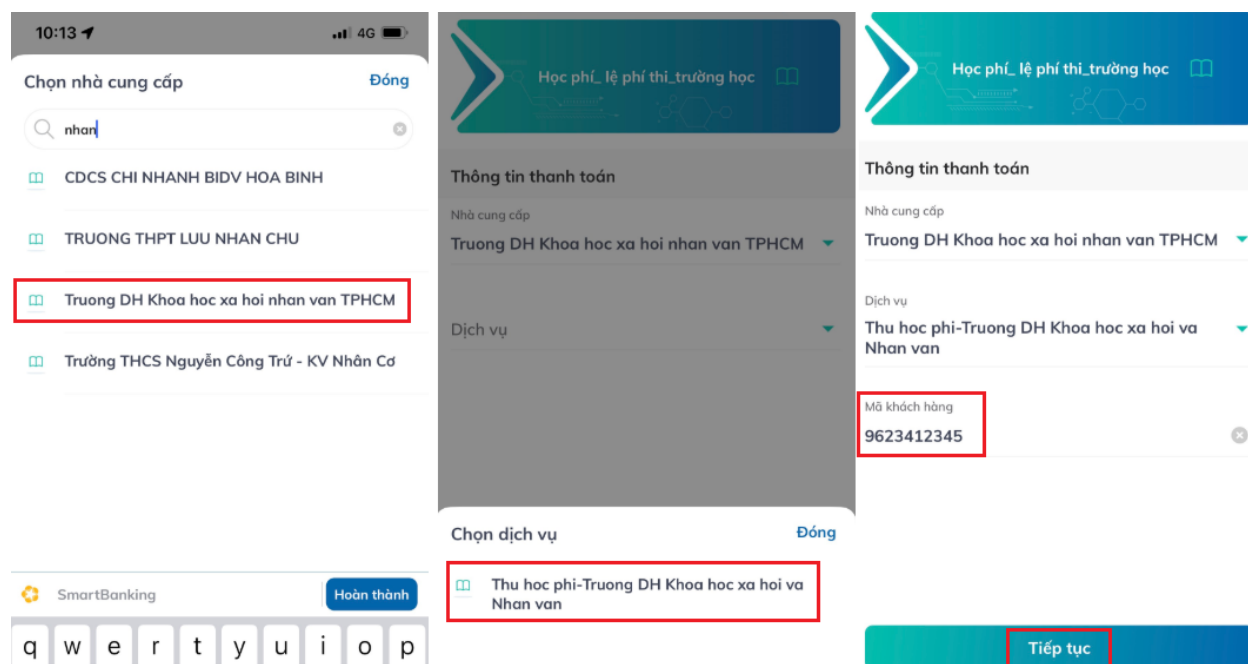 10:13
4G
Chọn nhà cung cấp
Đóng
nhan
CDCS CHI NHANH BIDV HOA BINH
TRUONG THPT LUU NHAN CHU
Truong DH Khoa hoc xa hoi nhan van TPHCM
Trường THCS Nguyễn Công Trứ - KV Nhân Cơ
SmartBanking
Hoàn thành
q w e r t y u i o p
Học phí_ lệ phí thi_trường học
Thông tin thanh toán
Nhà cung cấp
Truong DH Khoa hoc xa hoi nhan van TPHCM
Dịch vụ
Chọn dịch vụ
Đóng
Thu hoc phi-Truong DH Khoa hoc xa hoi va
Nhan van
Học phí_ lệ phí thi_trường học
Thông tin thanh toán
Nhà cung cấp
Truong DH Khoa hoc xa hoi nhan van TPHCM
Dịch vụ
Thu hoc phi-Truong DH Khoa hoc xa hoi va
Nhan van
Mã khách hàng
9623412345
Tiếp tục